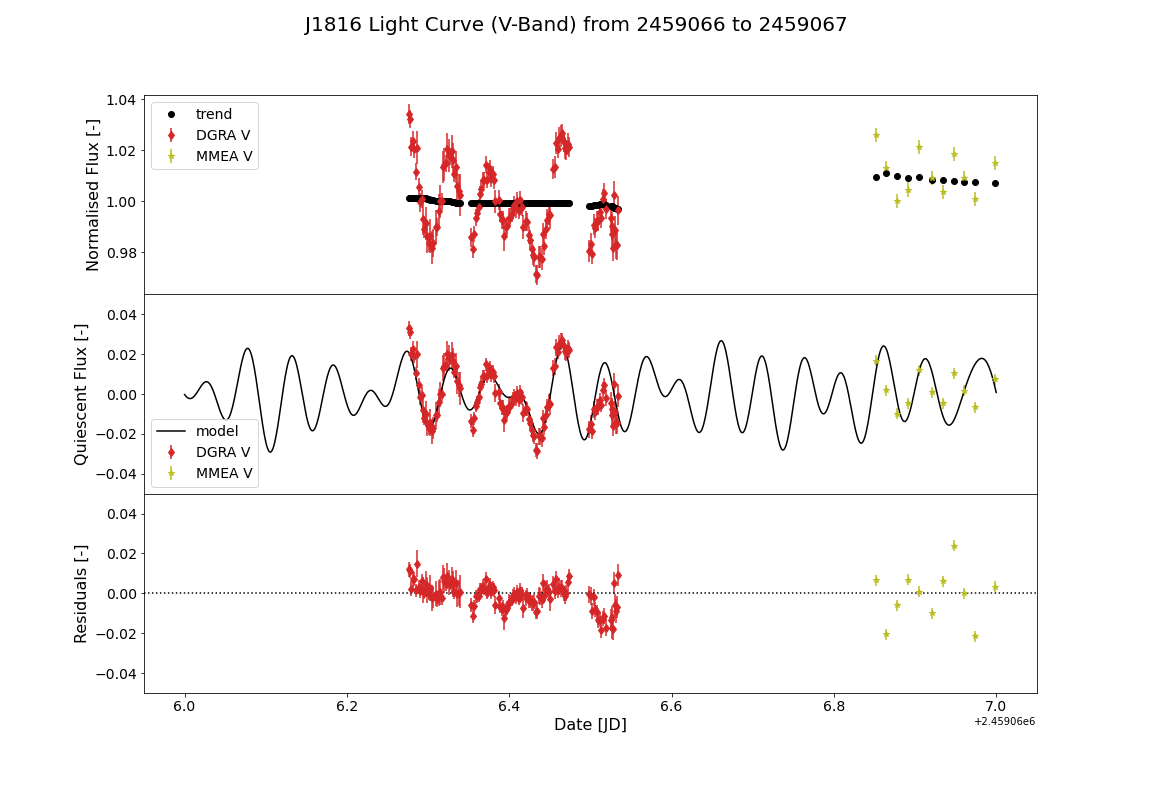 J1816 Light Curve (V-Band) from 2459066 to 2459067
Normalised Flux [-]
1.04
1.02
1.00
0.98
trend
DGRA V
MMEA V
Quiescent Flux [-]
0.04
0.02
0.00
−0.02
−0.04
model
DGRA V
MMEA V
Residuals [-]
0.04
0.02
0.00
−0.02
−0.04
6.0 6.2 6.4 6.6 6.8 7.0
Date [JD]
+2.45906e6